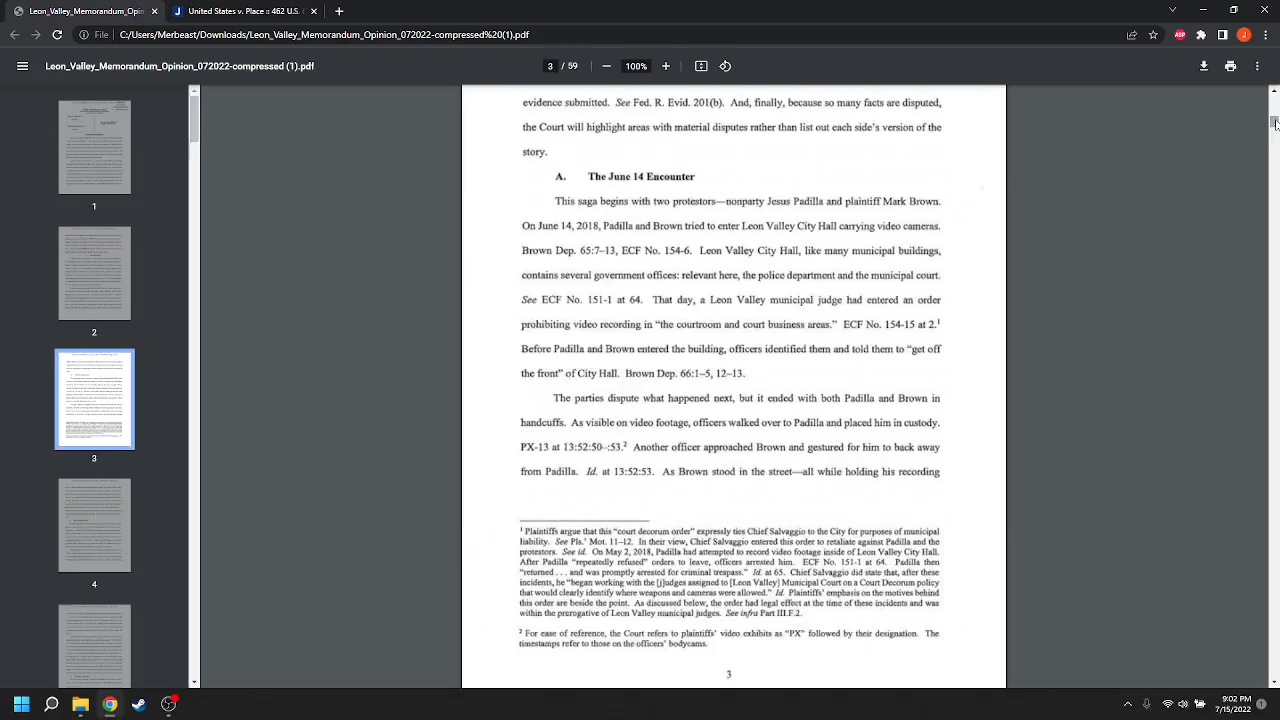 C:/Users/Music/Desktop/Downloads/Leon_Valley_Memorandum_Opinion_072022-compressed%20(1).pdf
Leon_Valley_Memorandum_Opinion_072022-compressed (1).pdf
3 / 59
100%
1
2
3
4
evidence submitted. See Fed. R. Evid. 201(b). And, finally, because so many facts are disputed,
the Court will highlight areas with material disputes rather than list out each side's version of the
story.
A. The June 14 Encounter
This saga begins with two protestors—nonparty Jesus Padilla and plaintiff Mark Brown.
On June 14, 2018, Padilla and Brown tried to enter Leon Valley City Hall carrying video cameras.
Brown Dep. 65:7–13, ECF No. 154-6. Leon Valley City Hall, like many municipal buildings,
contains several government offices: relevant here, the police department and the municipal court.
See ECF No. 151-1 at 64. That day, a Leon Valley municipal judge had entered an order
prohibiting video recording in "the courtroom and court business areas." ECF No. 154-15 at 2.1
Before Padilla and Brown entered the building, officers identified them and told them to "get off
the front" of City Hall. Brown Dep. 66:1–5, 12–13.
The parties dispute what happened next, but it ended with both Padilla and Brown in
handcuffs. As visible on video footage, officers walked over to Padilla and placed him in custody.
PX-13 at 13:52:50–:53.2 Another officer approached Brown and gestured for him to back away
from Padilla. Id. at 13:52:53. As Brown stood in the street—all while holding his recording
1 Plaintiffs argue that this "court decorum order" expressly ties Chief Salvaggio to the City for purposes of municipal
liability. See Pls.' Mot. 11–12. In their view, Chief Salvaggio entered this order to retaliate against Padilla and the
protestors. See id. On May 2, 2018, Padilla had attempted to record video footage inside of Leon Valley City Hall.
After Padilla "repeatedly refused" orders to leave, officers arrested him. ECF No. 151-1 at 64. Padilla then
"returned . . . and was promptly arrested for criminal trespass." Id. at 65. Chief Salvaggio did state that, after these
incidents, he "began working with the [j]udges assigned to [Leon Valley] Municipal Court on a Court Decorum policy
that would clearly identify where weapons and cameras were allowed." Id. Plaintiffs' emphasis on the motives behind
this order are beside the point. As discussed below, the order had legal effect at the time of these incidents and was
within the prerogative of Leon Valley municipal judges. See infra Part III.F.2.
2 For ease of reference, the Court refers to plaintiffs' video exhibits as "PX" followed by their designation. The
timestamps refer to those on the officers' bodycams.
3
9:02 PM